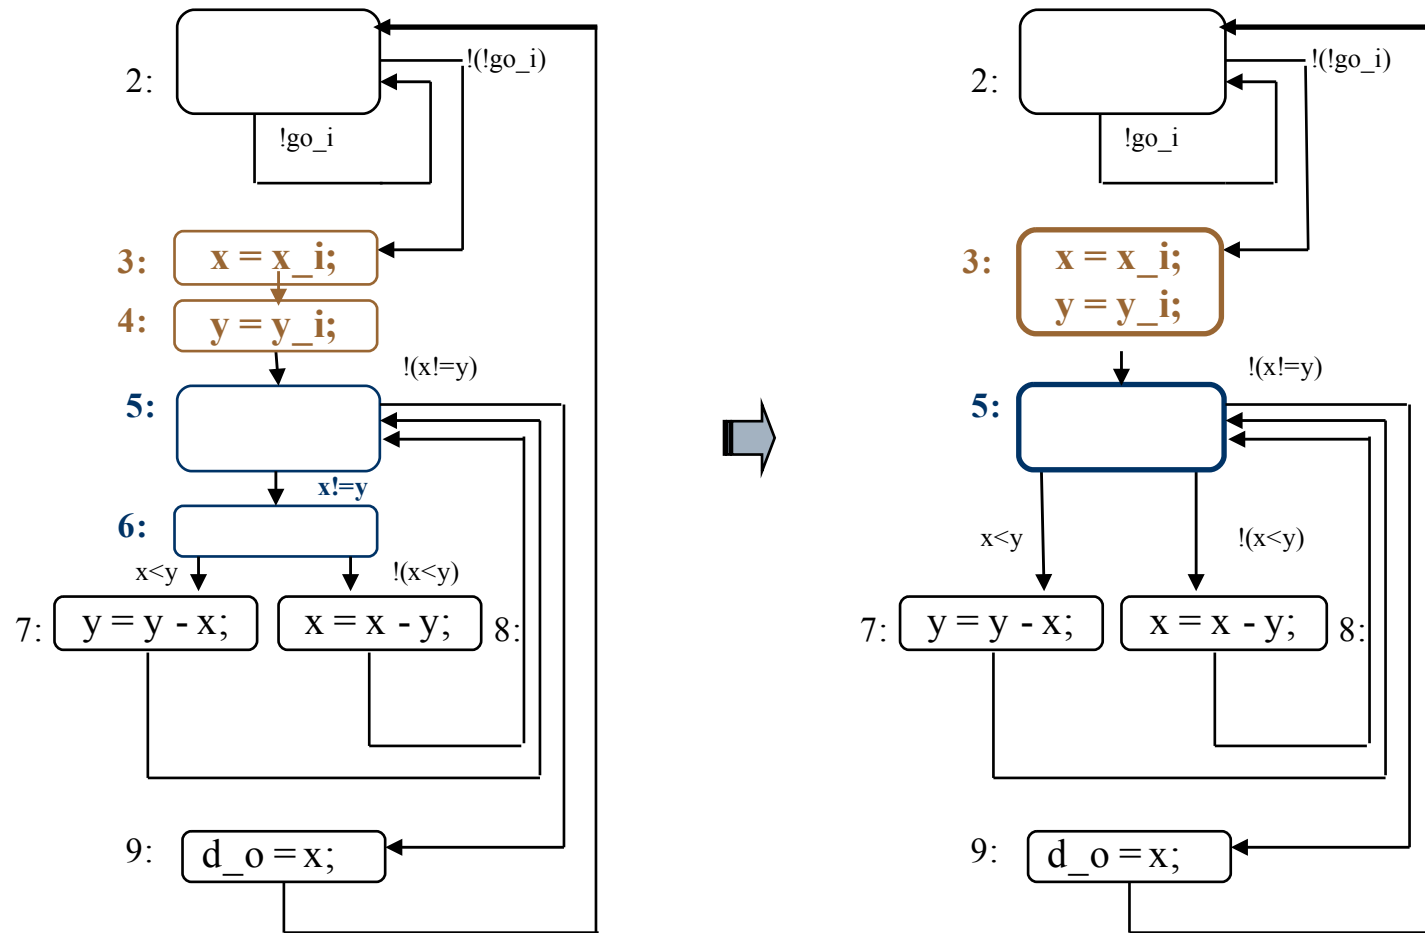 !(!go_i)
2:
!go_i
3:
x = x_i;
4:
y = y_i;
!(x!=y)
5:
x!=y
6:
x<y
!(x<y)
7:
y = y - x;
x = x - y;
8:
9:
d_o = x;
!(!go_i)
2:
!go_i
3:
x = x_i;
y = y_i;
!(x!=y)
5:
x<y
!(x<y)
7:
y = y - x;
x = x - y;
8:
9:
d_o = x;